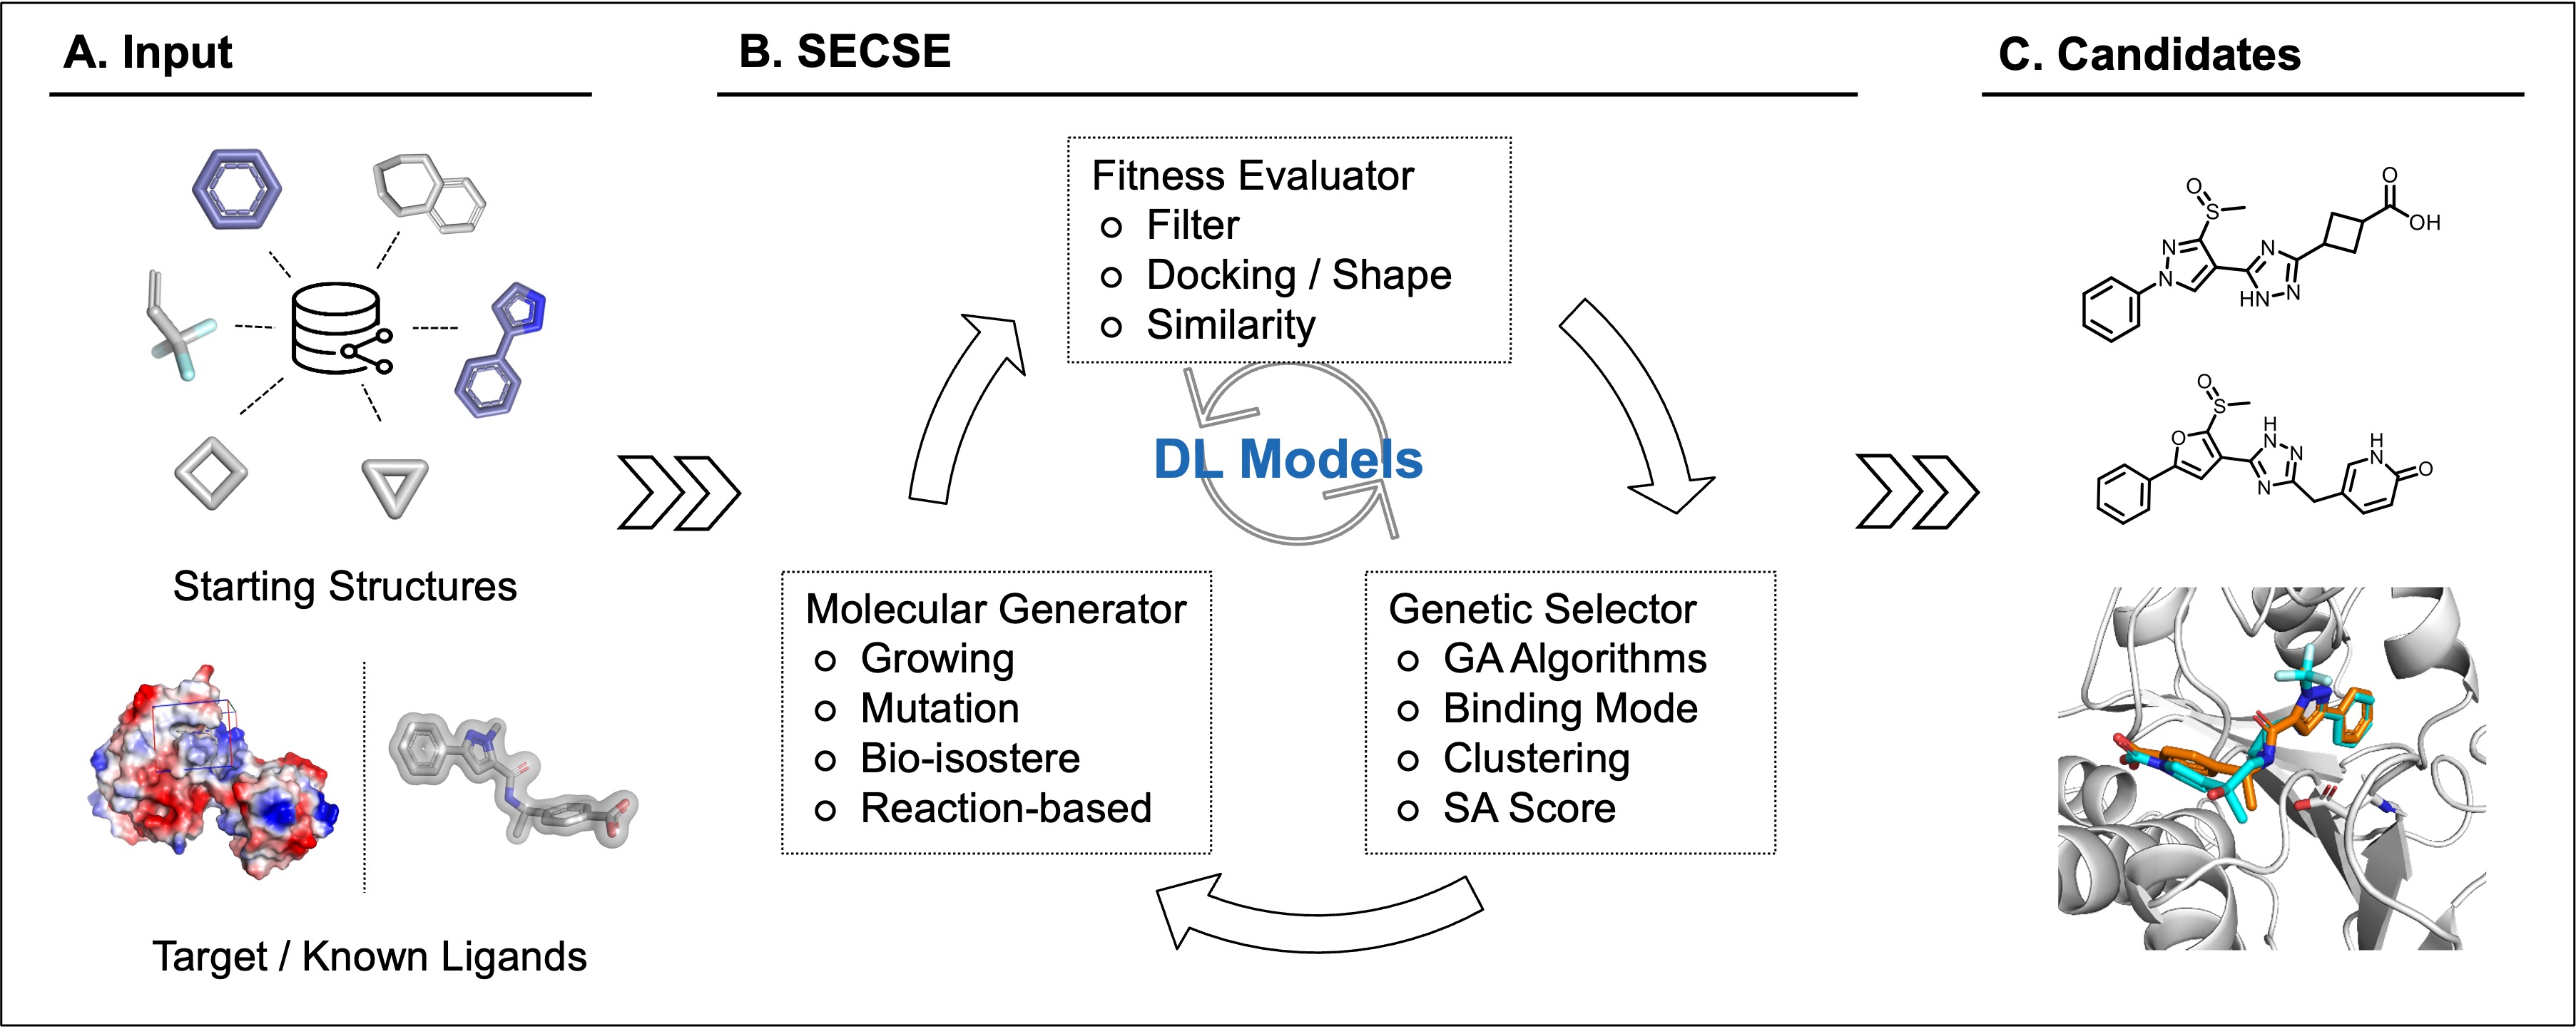 A. Input
Starting Structures
Target / Known Ligands
B. SECSE
Fitness Evaluator
Filter
Docking / Shape
Similarity
DL Models
Molecular Generator
Growing
Mutation
Bio-isostere
Reaction-based
Genetic Selector
GA Algorithms
Binding Mode
Clustering
SA Score
C. Candidates
O
S
O
OH
N
N
N
N
HN
O
S
O
H
N
N
N
H
N
O